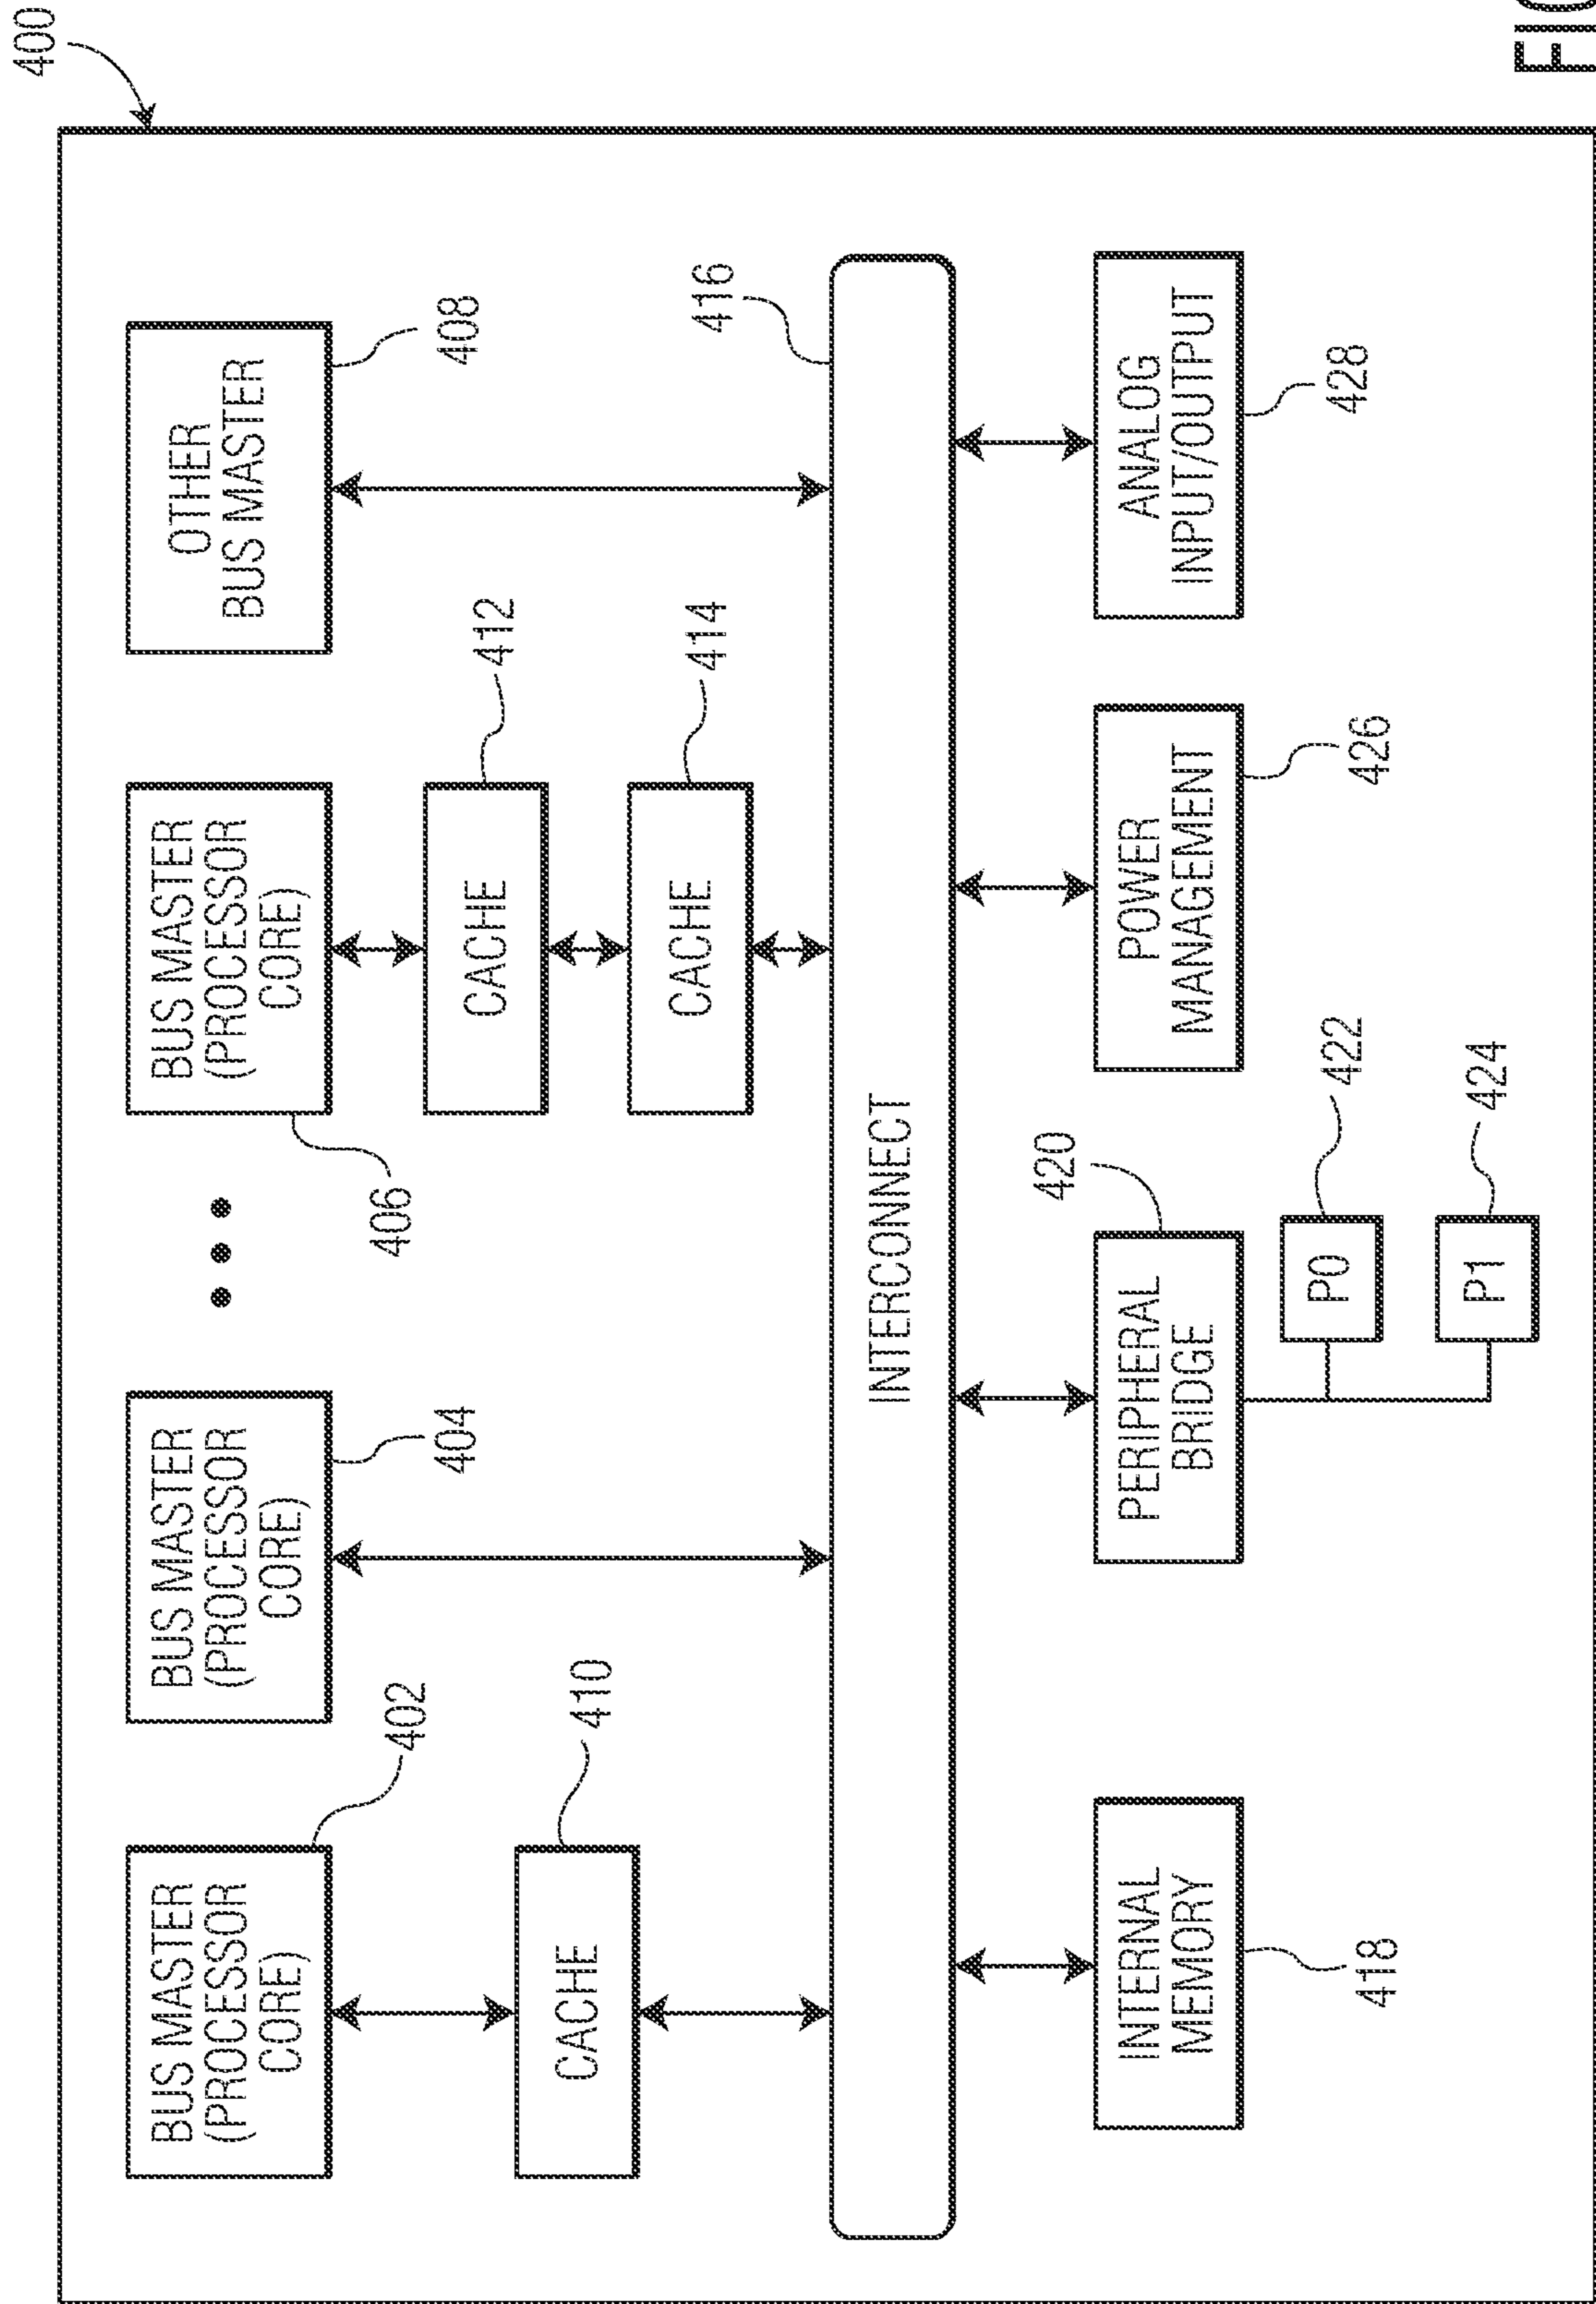 400
BUS MASTER
(PROCESSOR
CORE)
402
BUS MASTER
(PROCESSOR
CORE)
404
BUS MASTER
(PROCESSOR
CORE)
406
OTHER
BUS MASTER
408
CACHE
410
CACHE
412
CACHE
414
416
INTERCONNECT
INTERNAL
MEMORY
418
PERIPHERAL
BRIDGE
420
P0
422
P1
424
POWER
MANAGEMENT
426
ANALOG
INPUT/OUTPUT
428